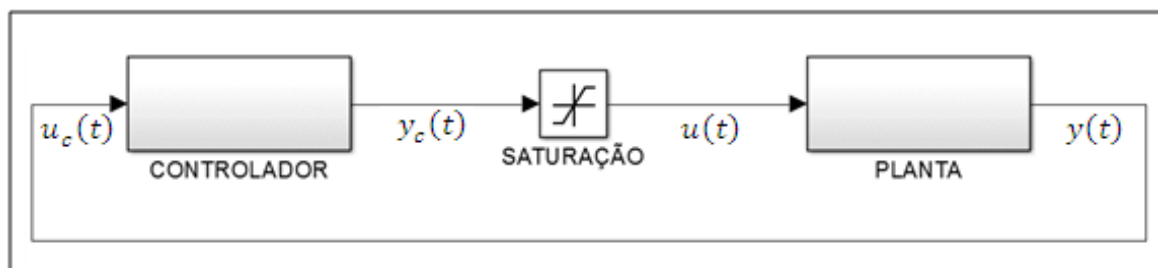 u_c(t)
y_c(t)
u(t)
y(t)
CONTROLADOR
SATURAÇÃO
PLANTA